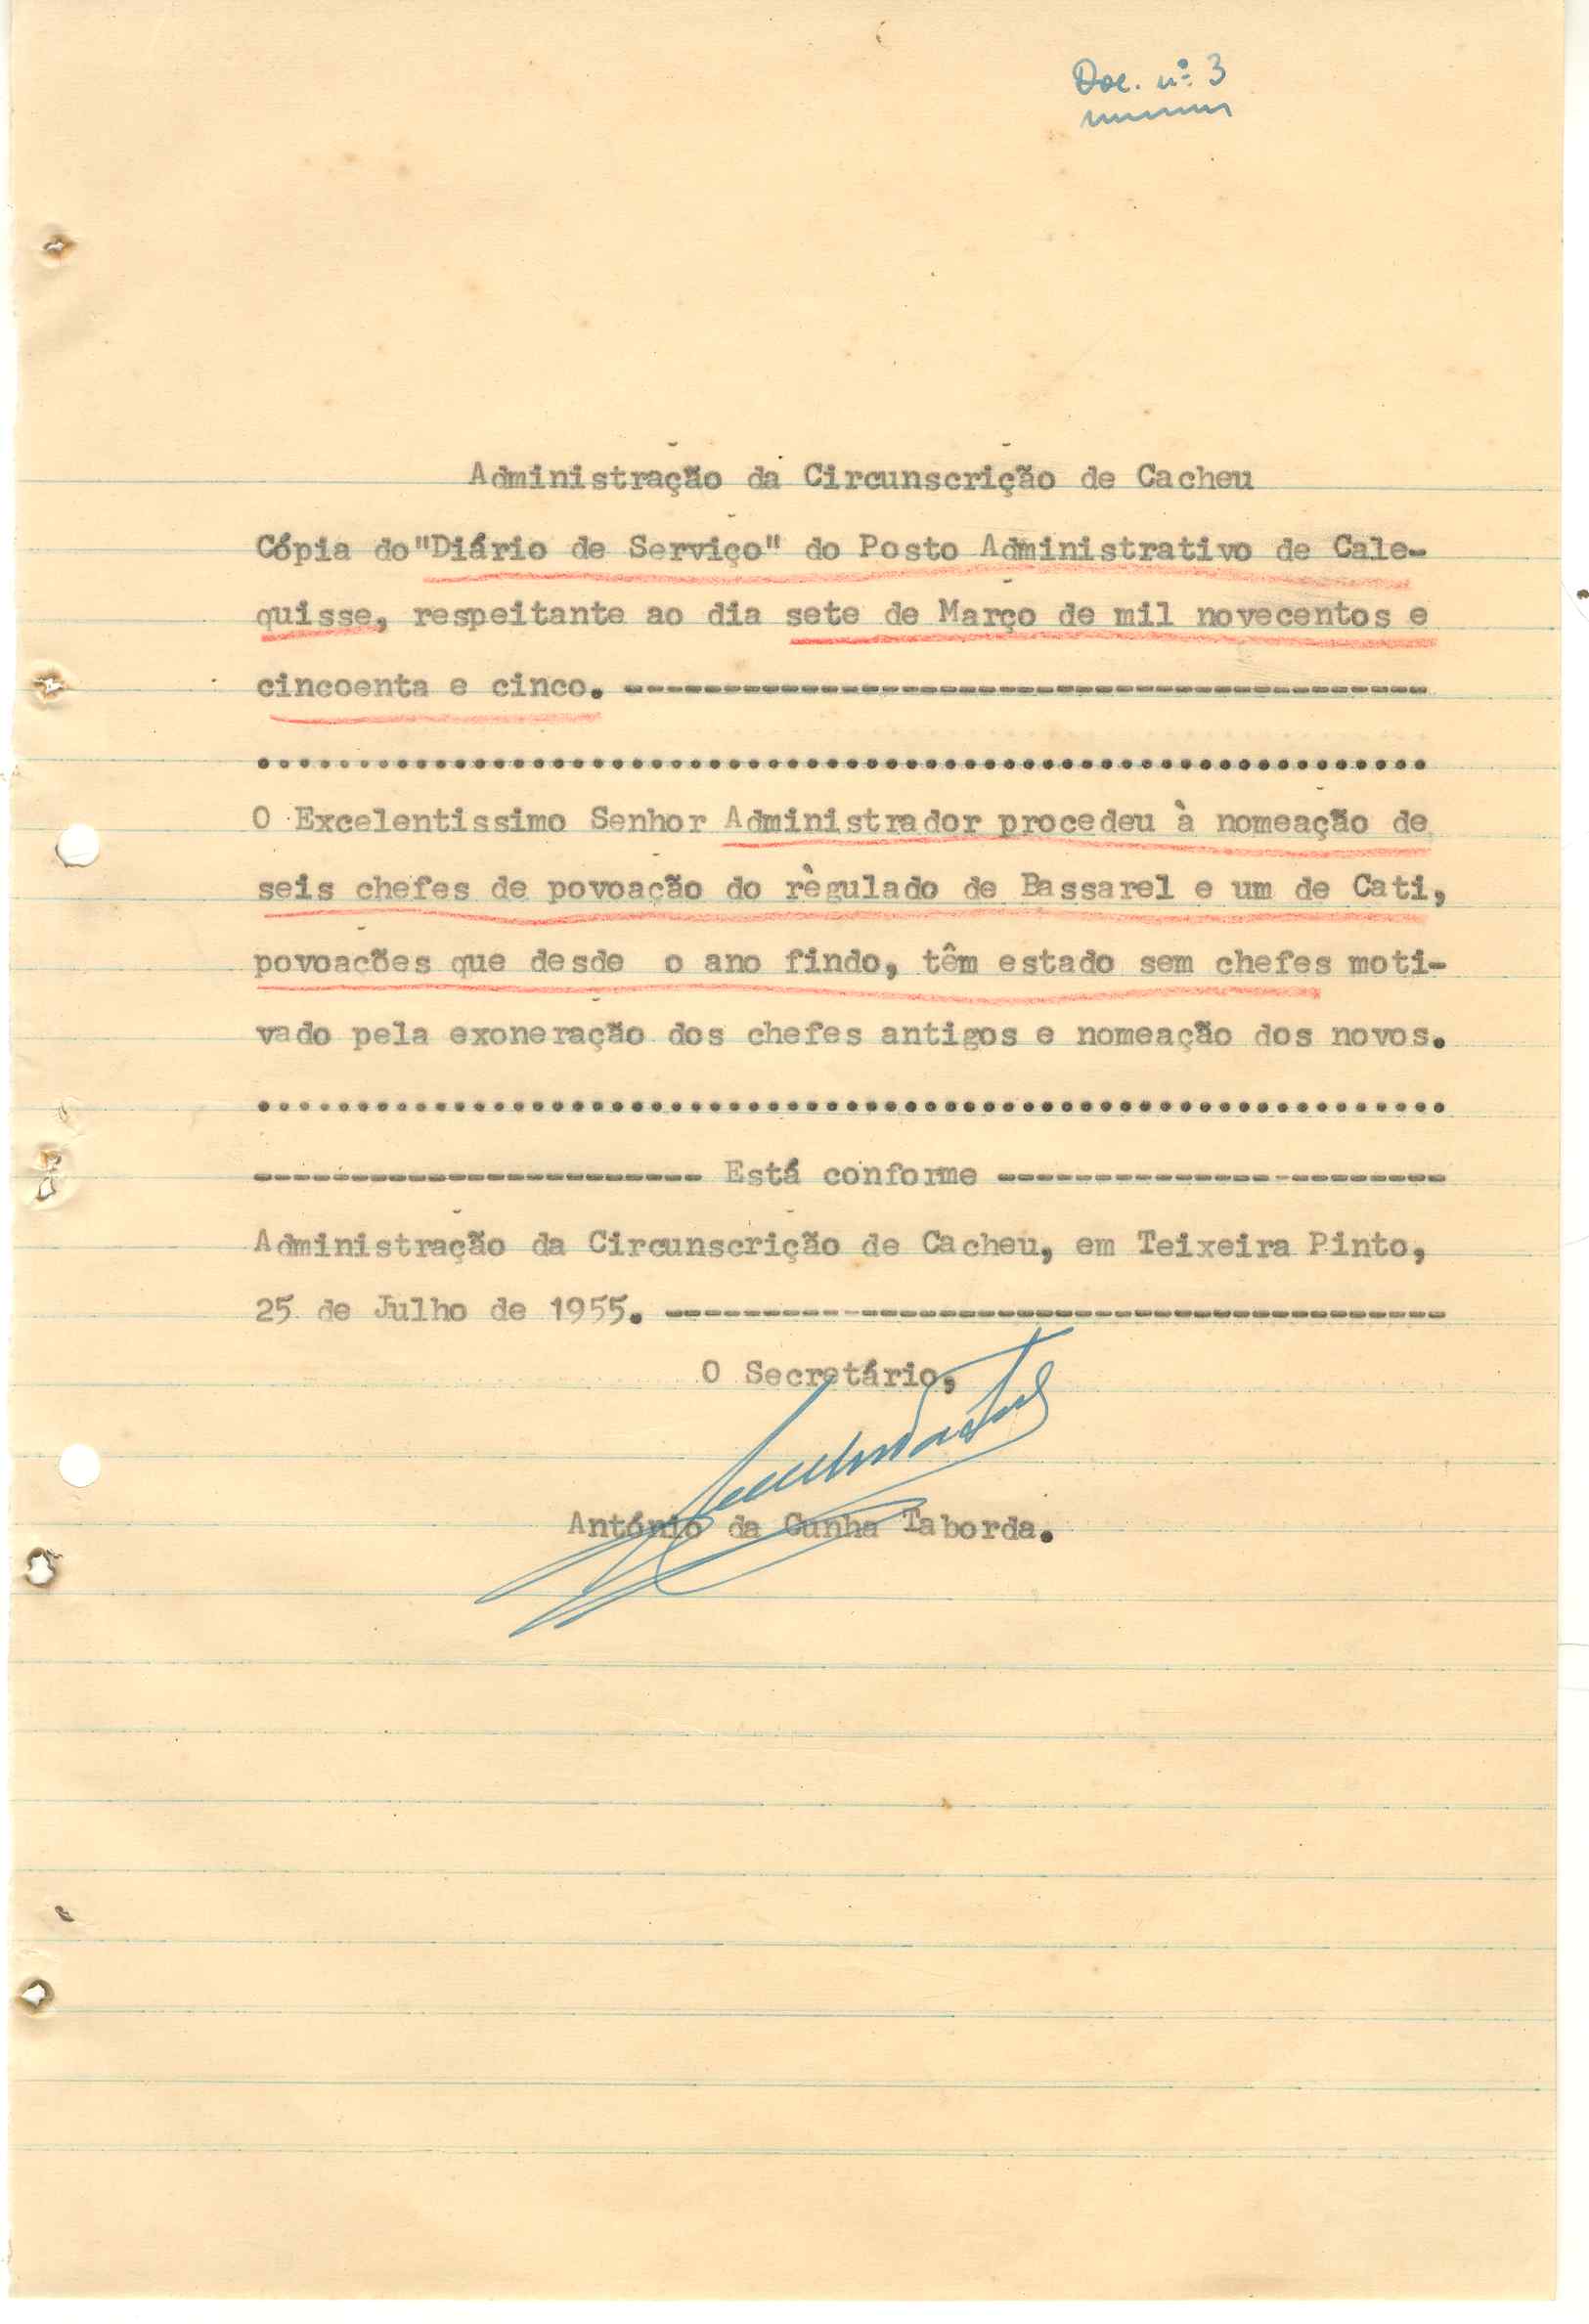 Doc. nº 3
Administração da Circunscrição de Cacheu
Cópia do "Diário de Serviço" do Posto Administrativo de Cale-
quisse, respeitante ao dia sete de Março de mil novecentos e
cincoenta e cinco. -----------------------------------------
............................................................
O Excelentissimo Senhor Administrador procedeu à nomeação de
seis chefes de povoação do règulado de Bassarel e um de Cati,
povoacões que desde o ano findo, têm estado sem chefes moti-
vado pela exoneração dos chefes antigos e nomeação dos novos.
.............................................................
----------------------- Está conforme -----------------------
Administração da Circunscrição de Cacheu, em Teixeira Pinto,
25 de Julho de 1955. ----------------------------------------
O Secretário,
António da Cunha Taborda.